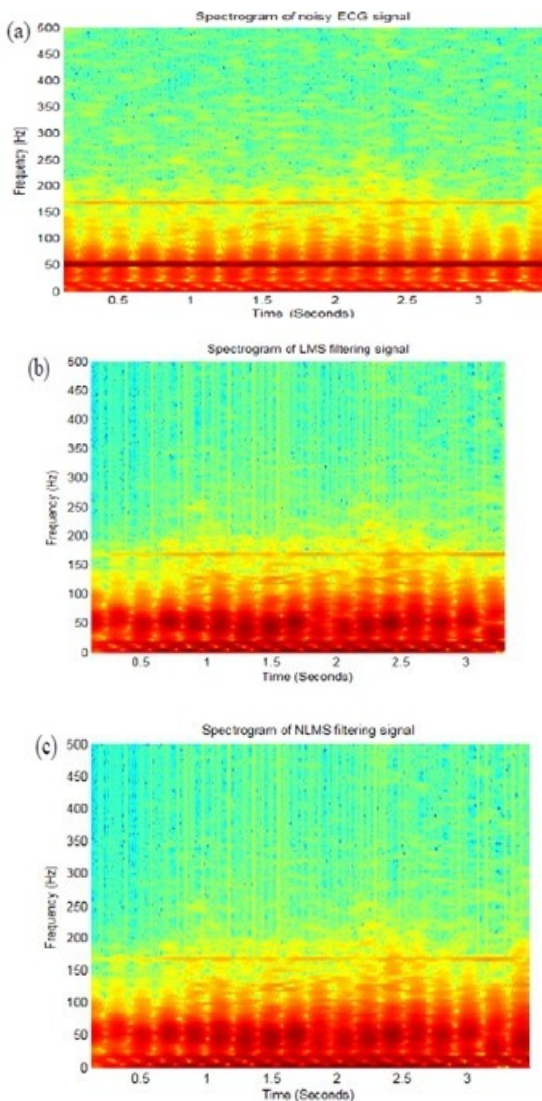 (a)
Spectrogram of noisy ECG signal
500
450
400
350
300
250
200
150
100
50
0
Frequency (Hz)
0.5 1 1.5 2 2.5 3
Time (Seconds)
(b)
Spectrogram of LMS filtering signal
500
450
400
350
300
250
200
150
100
50
0
Frequency (Hz)
0.5 1 1.5 2 2.5 3
Time (Seconds)
(c)
Spectrogram of NLMS filtering signal
500
450
400
350
300
250
200
150
100
50
0
Frequency (Hz)
0.5 1 1.5 2 2.5 3
Time (Seconds)